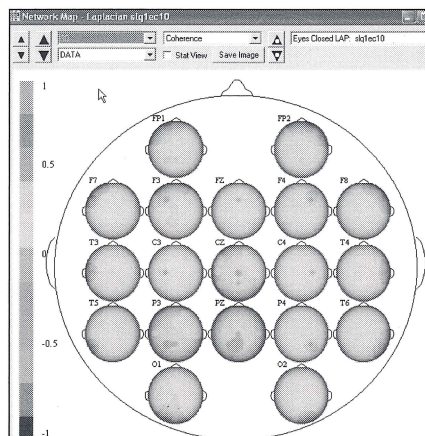 Network Map - Laplacian slq1ec10
Coherence
Eyes Closed LAP: slq1ec10
DATA
Stat View
Save Image
1
0.5
0
-0.5
-1
FP1 FP2
F7 F3 FZ F4 F8
T3 C3 CZ C4 T4
T5 P3 PZ P4 T6
O1 O2